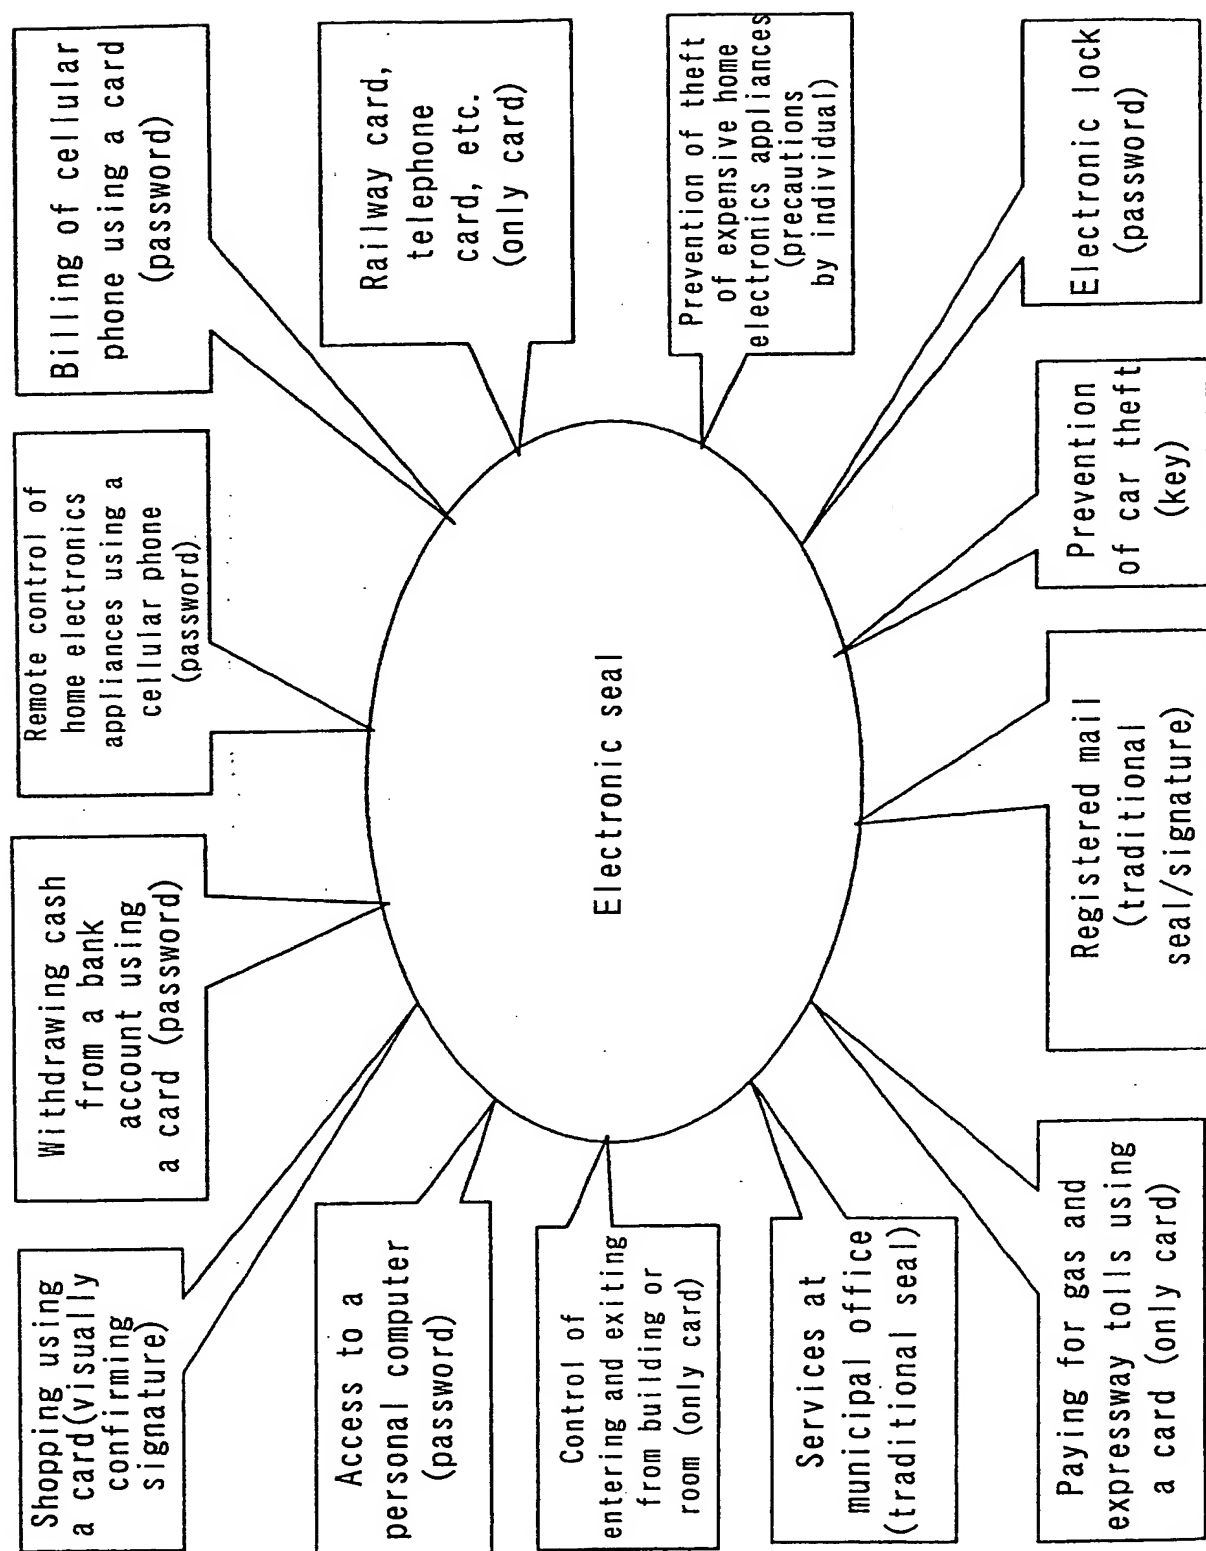 Shopping using
a card(visually
confirming
signature)
Withdrawing cash
from a bank
account using
a card (password)
Remote control of
home electronics
appliances using a
cellular phone
(password)
Billing of cellular
phone using a card
(password)
Access to a
personal computer
(password)
Railway card,
telephone
card, etc.
(only card)
Control of
entering and exiting
from building or
room (only card)
Electronic seal
Prevention of theft
of expensive home
electronics appliances
(precautions
by individual)
Services at
municipal office
(traditional seal)
Paying for gas and
expressway tolls using
a card (only card)
Registered mail
(traditional
seal/signature)
Prevention
of car theft
(key)
Electronic lock
(password)